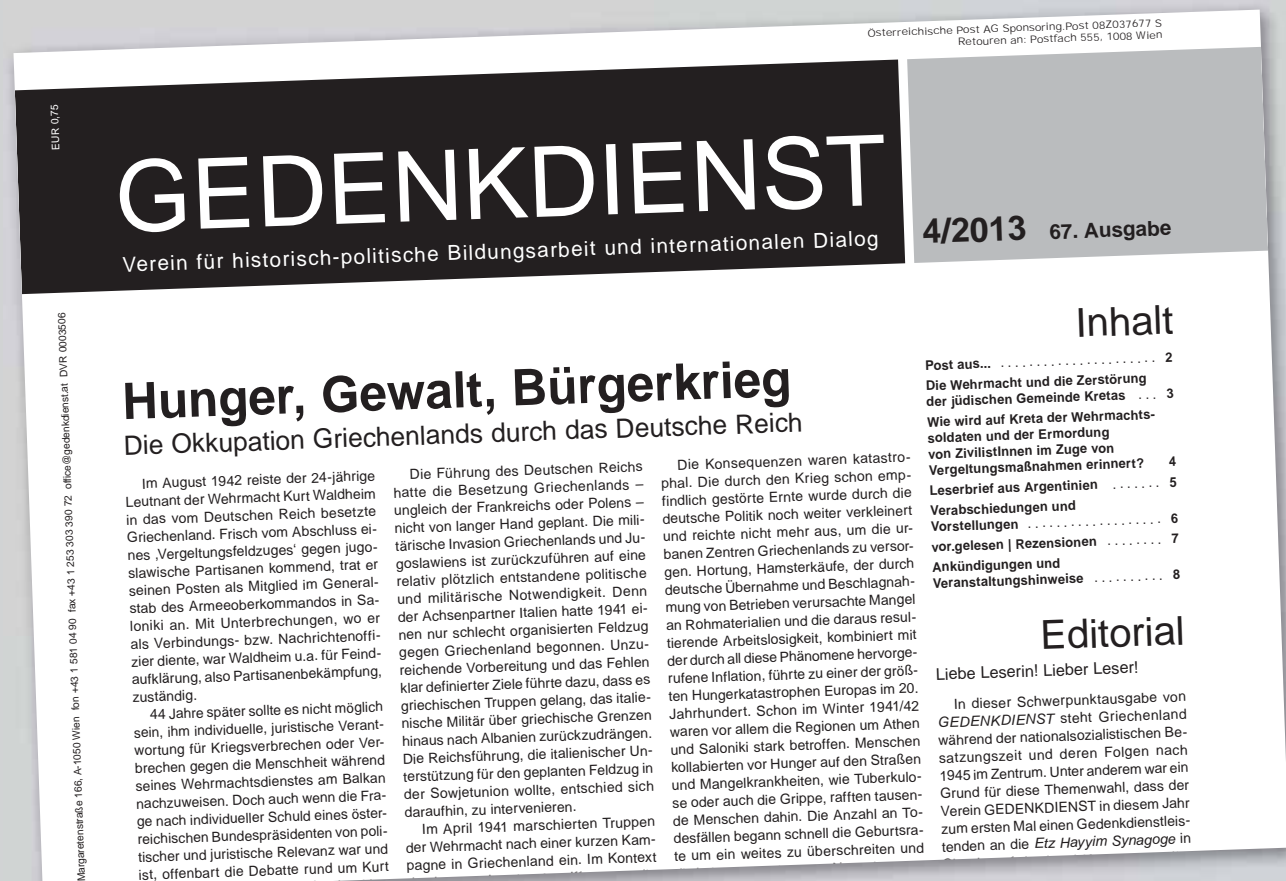 Österreichische Post AG Sponsoring.Post 08Z037677 S
Retouren an: Postfach 555, 1008 Wien
EUR 0,75
GEDENKDIENST
Verein für historisch-politische Bildungsarbeit und internationalen Dialog
4/2013 67. Ausgabe
Margaretenstraße 166, A-1050 Wien fon +43 1 581 04 90 fax +43 1 253 303 390 72 office@gedenkdienst.at DVR 0003506
Hunger, Gewalt, Bürgerkrieg
Die Okkupation Griechenlands durch das Deutsche Reich
Im August 1942 reiste der 24-jährige
Leutnant der Wehrmacht Kurt Waldheim
in das vom Deutschen Reich besetzte
Griechenland. Frisch vom Abschluss ei-
nes ‚Vergeltungsfeldzuges' gegen jugo-
slawische Partisanen kommend, trat er
seinen Posten als Mitglied im General-
stab des Armeeoberkommandos in Sa-
loniki an. Mit Unterbrechungen, wo er
als Verbindungs- bzw. Nachrichtenoffi-
zier diente, war Waldheim u.a. für Feind-
aufklärung, also Partisanenbekämpfung,
zuständig.
44 Jahre später sollte es nicht möglich
sein, ihm individuelle, juristische Verant-
wortung für Kriegsverbrechen oder Ver-
brechen gegen die Menschheit während
seines Wehrmachtsdienstes am Balkan
nachzuweisen. Doch auch wenn die Fra-
ge nach individueller Schuld eines öster-
reichischen Bundespräsidenten von poli-
tischer und juristische Relevanz war und
ist, offenbart die Debatte rund um Kurt
Die Führung des Deutschen Reichs
hatte die Besetzung Griechenlands –
ungleich der Frankreichs oder Polens –
nicht von langer Hand geplant. Die mili-
tärische Invasion Griechenlands und Ju-
goslawiens ist zurückzuführen auf eine
relativ plötzlich entstandene politische
und militärische Notwendigkeit. Denn
der Achsenpartner Italien hatte 1941 ei-
nen nur schlecht organisierten Feldzug
gegen Griechenland begonnen. Unzu-
reichende Vorbereitung und das Fehlen
klar definierter Ziele führte dazu, dass es
griechischen Truppen gelang, das italie-
nische Militär über griechische Grenzen
hinaus nach Albanien zurückzudrängen.
Die Reichsführung, die italienischer Un-
terstützung für den geplanten Feldzug in
der Sowjetunion wollte, entschied sich
daraufhin, zu intervenieren.
Im April 1941 marschierten Truppen
der Wehrmacht nach einer kurzen Kam-
pagne in Griechenland ein. Im Kontext
Die Konsequenzen waren katastro-
phal. Die durch den Krieg schon emp-
findlich gestörte Ernte wurde durch die
deutsche Politik noch weiter verkleinert
und reichte nicht mehr aus, um die ur-
banen Zentren Griechenlands zu versor-
gen. Hortung, Hamsterkäufe, der durch
deutsche Übernahme und Beschlagnah-
mung von Betrieben verursachte Mangel
an Rohmaterialien und die daraus resul-
tierende Arbeitslosigkeit, kombiniert mit
der durch all diese Phänomene hervorge-
rufene Inflation, führte zu einer der größ-
ten Hungerkatastrophen Europas im 20.
Jahrhundert. Schon im Winter 1941/42
waren vor allem die Regionen um Athen
und Saloniki stark betroffen. Menschen
kollabierten vor Hunger auf den Straßen
und Mangelkrankheiten, wie Tuberkulo-
se oder auch die Grippe, rafften tausen-
de Menschen dahin. Die Anzahl an To-
desfällen begann schnell die Geburtsra-
te um ein weites zu überschreiten und
Inhalt
Post aus... . . . . . . . . . . . . . . . . . . . . . . 2
Die Wehrmacht und die Zerstörung
der jüdischen Gemeinde Kretas . . . 3
Wie wird auf Kreta der Wehrmachts-
soldaten und der Ermordung
von ZivilistInnen im Zuge von
Vergeltungsmaßnahmen erinnert? 4
Leserbrief aus Argentinien . . . . . . . 5
Verabschiedungen und
Vorstellungen . . . . . . . . . . . . . . . . . . . 6
vor.gelesen | Rezensionen . . . . . . . . 7
Ankündigungen und
Veranstaltungshinweise . . . . . . . . . . 8
Editorial
Liebe Leserin! Lieber Leser!
In dieser Schwerpunktausgabe von
GEDENKDIENST steht Griechenland
während der nationalsozialistischen Be-
satzungszeit und deren Folgen nach
1945 im Zentrum. Unter anderem war ein
Grund für diese Themenwahl, dass der
Verein GEDENKDIENST in diesem Jahr
zum ersten Mal einen Gedenkdienstleis-
tenden an die Etz Hayyim Synagoge in